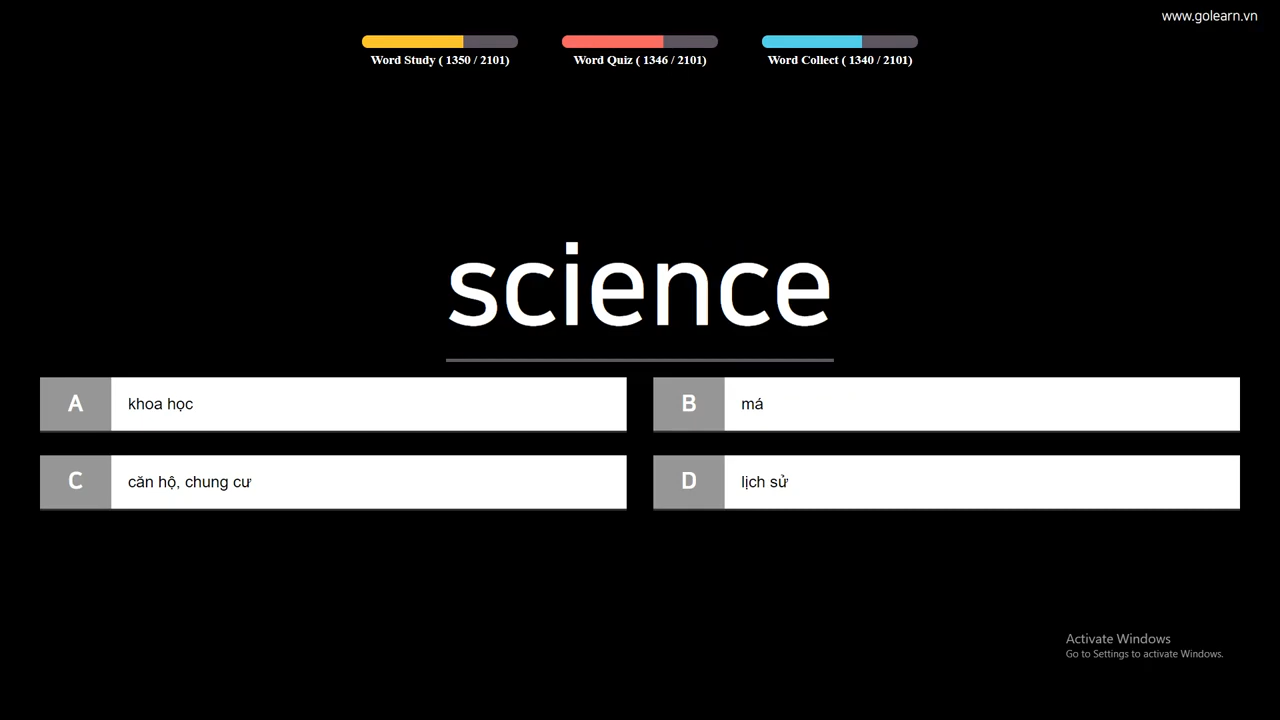 www.golearn.vn
Word Study ( 1350 / 2101)
Word Quiz ( 1346 / 2101)
Word Collect ( 1340 / 2101)
science
A khoa học
B má
C căn hộ, chung cư
D lịch sử
Activate Windows
Go to Settings to activate Windows.